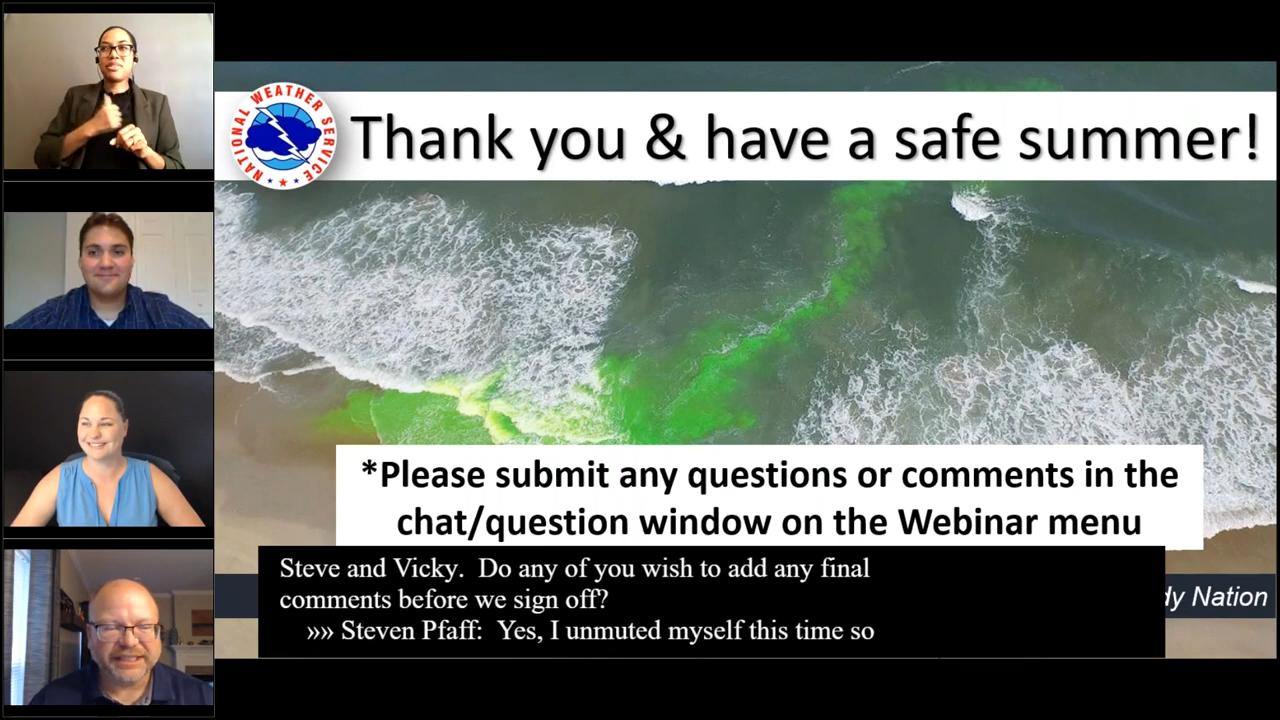 NATIONAL WEATHER SERVICE
Thank you & have a safe summer!
*Please submit any questions or comments in the
chat/question window on the Webinar menu
Steve and Vicky. Do any of you wish to add any final
comments before we sign off?
»» Steven Pfaff: Yes, I unmuted myself this time so
dy Nation